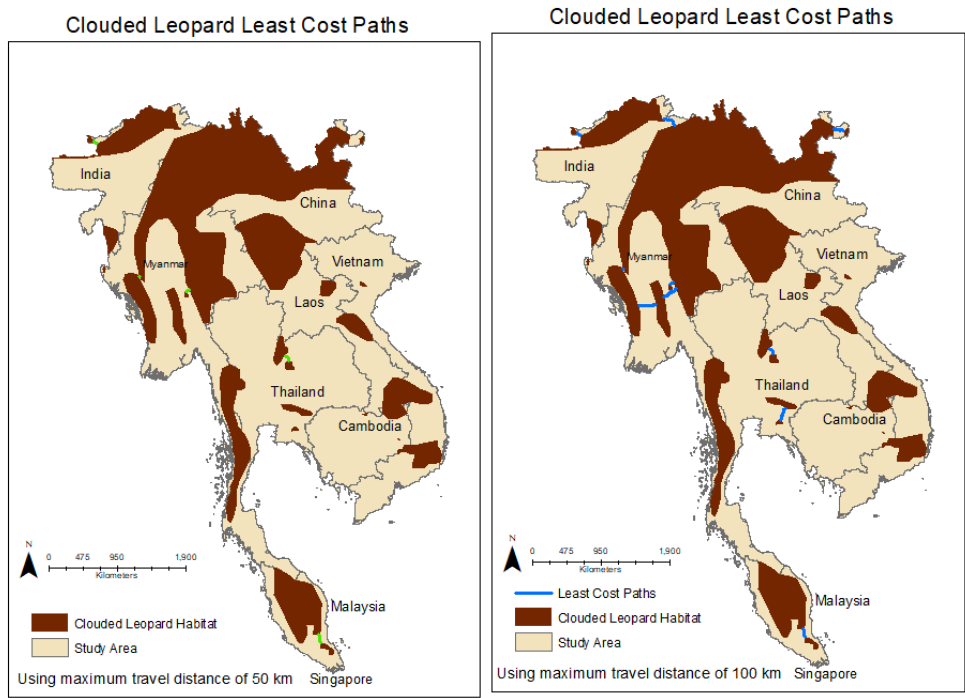 Clouded Leopard Least Cost Paths
India
China
Myanmar
Vietnam
Laos
Thailand
Cambodia
N
0 475 950 1,900
Kilometers
Malaysia
Clouded Leopard Habitat
Study Area
Using maximum travel distance of 50 km Singapore
Clouded Leopard Least Cost Paths
India
China
Myanmar
Vietnam
Laos
Thailand
Cambodia
N
0 475 950 1,900
Kilometers
Least Cost Paths
Malaysia
Clouded Leopard Habitat
Study Area
Using maximum travel distance of 100 km Singapore